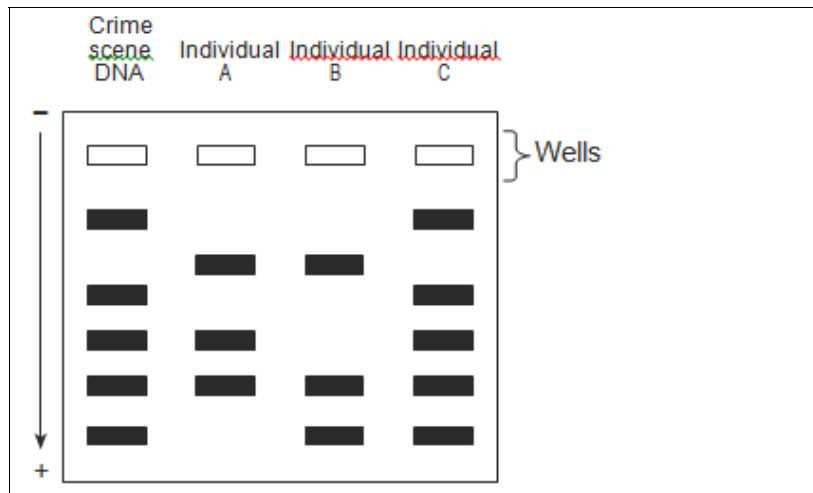 Crime
scene
DNA
Individual
A
Individual
B
Individual
C
−
Wells
+